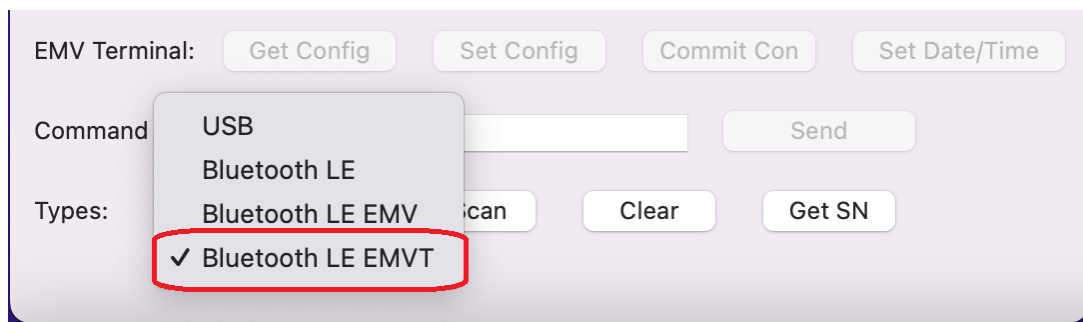 EMV Terminal: Get Config Set Config Commit Con Set Date/Time
Command Send
USB
Bluetooth LE
Bluetooth LE EMV
✓ Bluetooth LE EMVT
Types: Clear Get SN